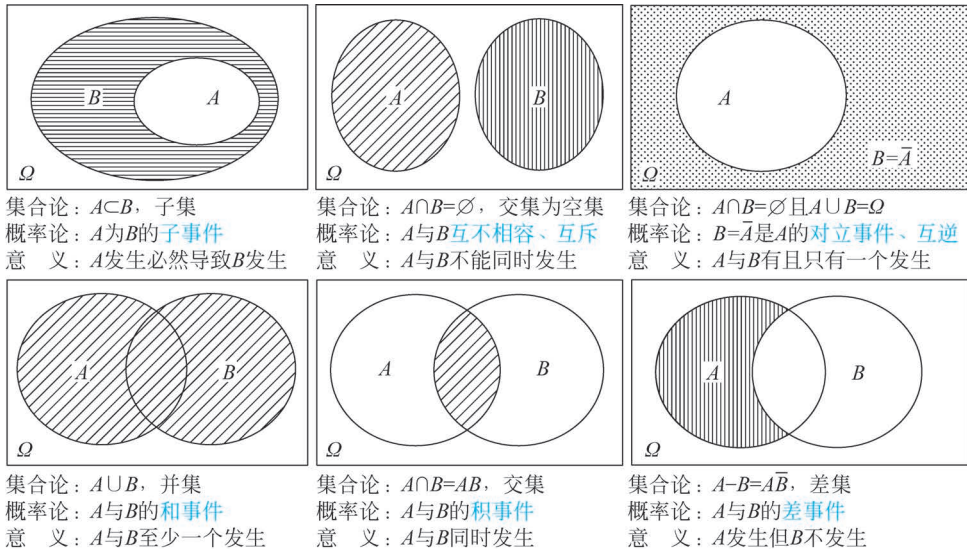 B
A
Ω
集合论：A⊂B，子集
概率论：A为B的子事件
意　义：A发生必然导致B发生
A
B
Ω
集合论：A∩B=∅，交集为空集
概率论：A与B互不相容、互斥
意　义：A与B不能同时发生
A
B=A̅
Ω
集合论：A∩B=∅且A∪B=Ω
概率论：B=A̅是A的对立事件、互逆
意　义：A与B有且只有一个发生
A
B
Ω
集合论：A∪B，并集
概率论：A与B的和事件
意　义：A与B至少一个发生
A
B
Ω
集合论：A∩B=AB，交集
概率论：A与B的积事件
意　义：A与B同时发生
A
B
Ω
集合论：A−B=AB̅，差集
概率论：A与B的差事件
意　义：A发生但B不发生